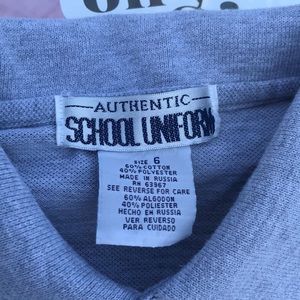 AUTHENTIC
SCHOOL UNIFORM
SIZE 6
60% COTTON
40% POLYESTER
MADE IN RUSSIA
RN 63967
SEE REVERSE FOR CARE
60% ALGODON
40% POLIESTER
HECHO EN RUSSIA
VER REVERSO
PARA CUIDADO